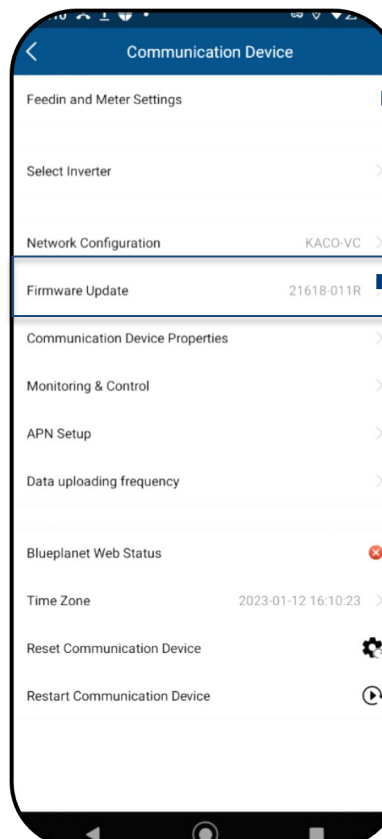 Communication Device
Feedin and Meter Settings
Select Inverter
Network Configuration KACO-VC
Firmware Update 21618-011R
Communication Device Properties
Monitoring & Control
APN Setup
Data uploading frequency
Blueplanet Web Status
Time Zone 2023-01-12 16:10:23
Reset Communication Device
Restart Communication Device